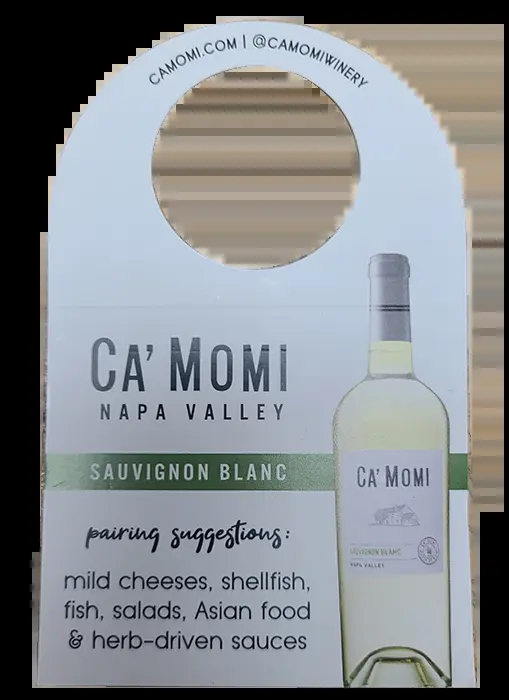 CAMOMI.COM | @CAMOMIWINERY
CA' MOMI
NAPA VALLEY
SAUVIGNON BLANC
pairing suggestions:
mild cheeses, shellfish,
fish, salads, Asian food
& herb-driven sauces
CA' MOMI
SAUVIGNON BLANC
NAPA VALLEY